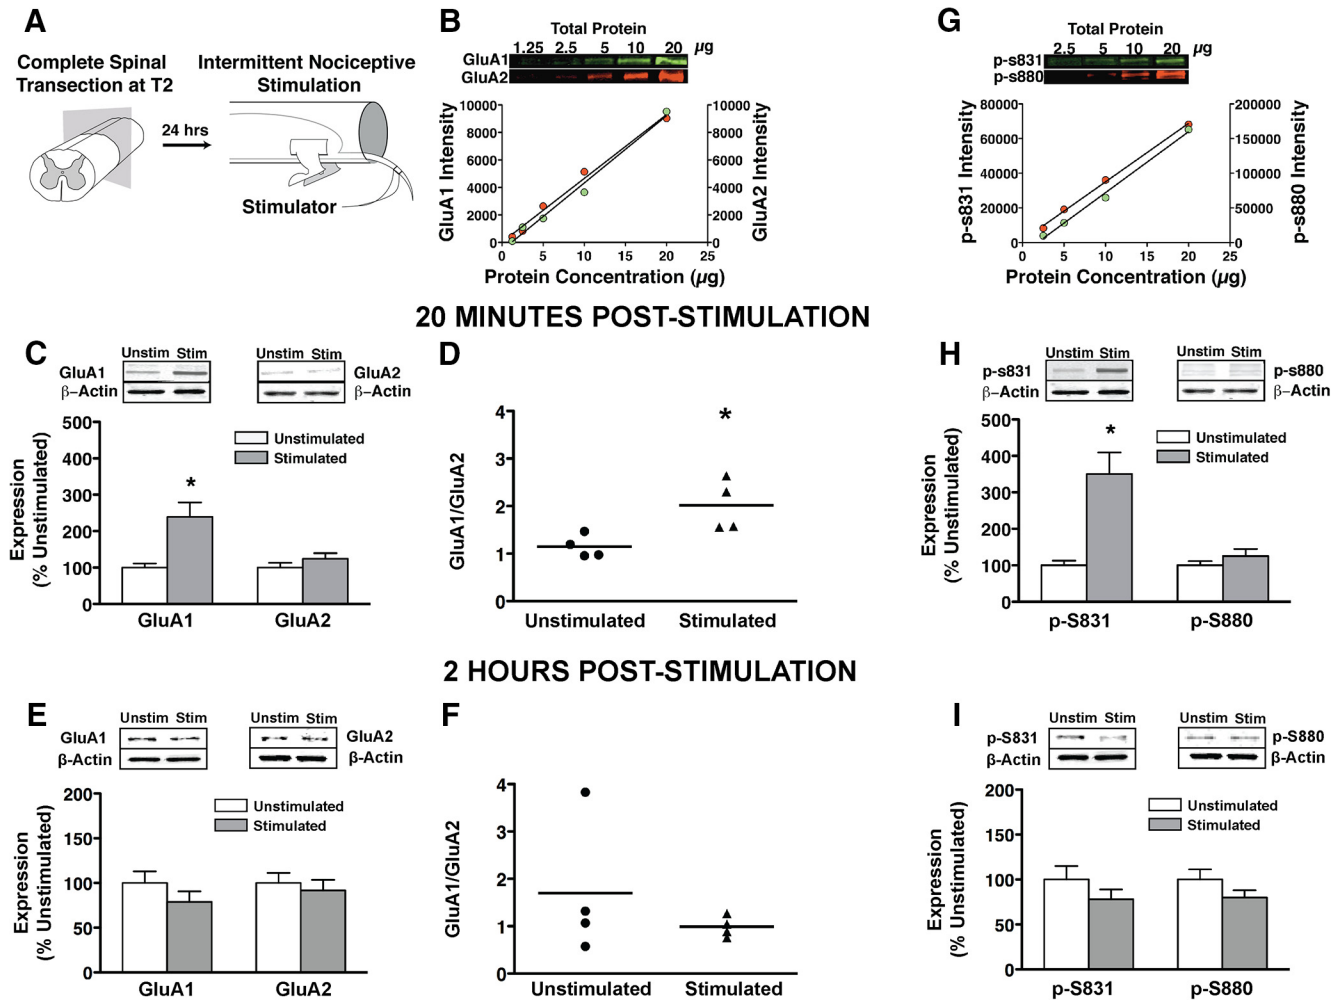 A
Complete Spinal
Transection at T2
24 hrs
Intermittent Nociceptive
Stimulation
Stimulator
B
Total Protein
1.25 2.5 5 10 20 µg
GluA1
GluA2
GluA1 Intensity
10000
8000
6000
4000
2000
0
10000
8000
6000
4000
2000
0
GluA2 Intensity
0 5 10 15 20 25
Protein Concentration (µg)
G
Total Protein
2.5 5 10 20 µg
p-s831
p-s880
p-s831 Intensity
80000
60000
40000
20000
0
200000
150000
100000
50000
0
p-s880 Intensity
0 5 10 15 20 25
Protein Concentration (µg)
20 MINUTES POST-STIMULATION
C
Unstim Stim
GluA1
β–Actin
Unstim Stim
GluA2
β–Actin
Expression
(% Unstimulated)
500
400
300
200
100
0
Unstimulated
Stimulated
*
GluA1 GluA2
D
GluA1/GluA2
4
3
2
1
0
*
Unstimulated Stimulated
H
Unstim Stim
p-s831
β–Actin
Unstim Stim
p-s880
β–Actin
Expression
(% Unstimulated)
500
400
300
200
100
0
Unstimulated
Stimulated
*
p-S831 p-S880
2 HOURS POST-STIMULATION
E
Unstim Stim
GluA1
β-Actin
Unstim Stim
GluA2
β-Actin
Expression
(% Unstimulated)
200
150
100
50
0
Unstimulated
Stimulated
GluA1 GluA2
F
GluA1/GluA2
4
3
2
1
0
Unstimulated Stimulated
I
Unstim Stim
p-S831
β-Actin
Unstim Stim
p-S880
β-Actin
Expression
(% Unstimulated)
200
150
100
50
0
Unstimulated
Stimulated
p-S831 p-S880